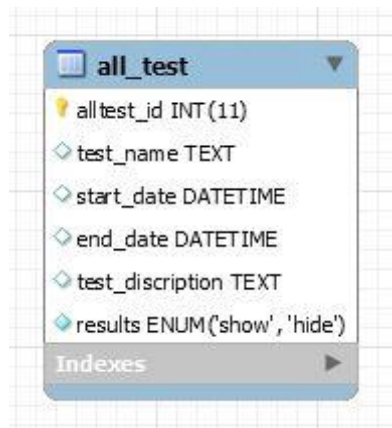 all_test
alltest_id INT(11)
test_name TEXT
start_date DATETIME
end_date DATETIME
test_discription TEXT
results ENUM('show', 'hide')
Indexes